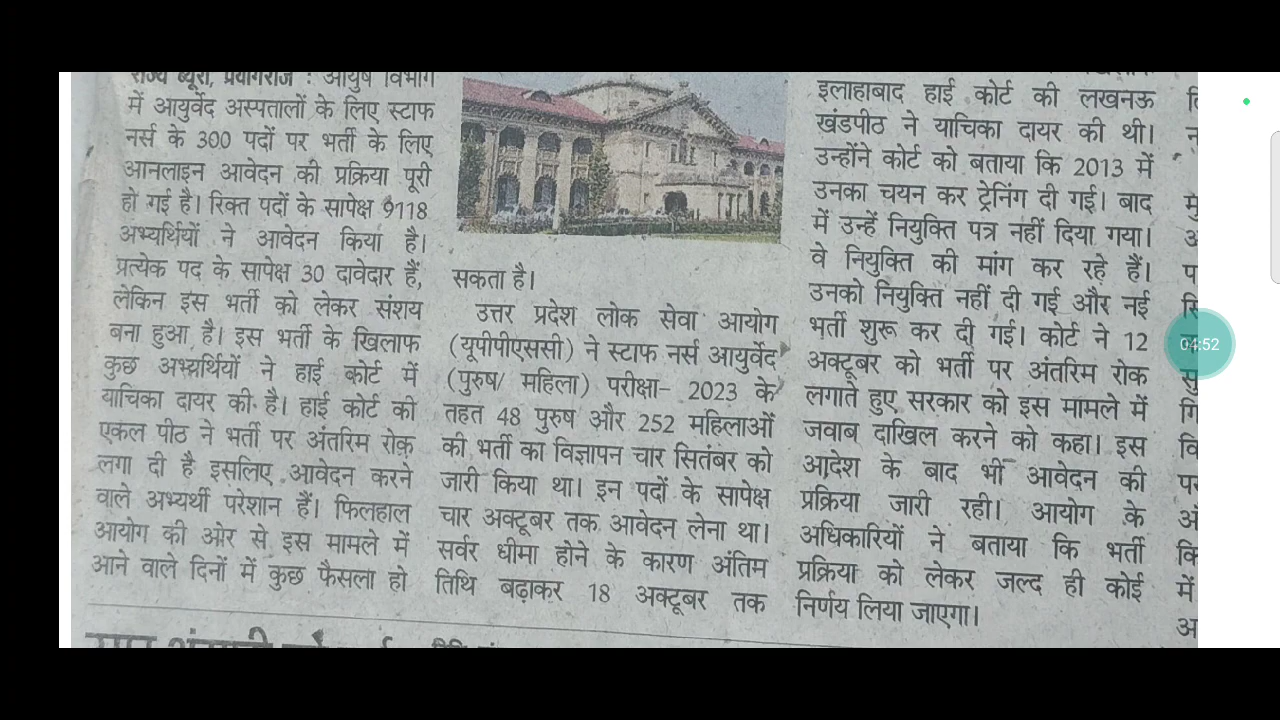 राज्य ब्यूरो, प्रयागराज : आयुष विभाग
में आयुर्वेद अस्पतालों के लिए स्टाफ
नर्स के 300 पदों पर भर्ती के लिए
आनलाइन आवेदन की प्रक्रिया पूरी
हो गई है। रिक्त पदों के सापेक्ष 9118
अभ्यर्थियों ने आवेदन किया है।
प्रत्येक पद के सापेक्ष 30 दावेदार हैं,
लेकिन इस भर्ती को लेकर संशय
बना हुआ है। इस भर्ती के खिलाफ
कुछ अभ्यर्थियों ने हाई कोर्ट में
याचिका दायर की है। हाई कोर्ट की
एकल पीठ ने भर्ती पर अंतरिम रोक
लगा दी है इसलिए आवेदन करने
वाले अभ्यर्थी परेशान हैं। फिलहाल
आयोग की ओर से इस मामले में
आने वाले दिनों में कुछ फैसला हो
सकता है।
उत्तर प्रदेश लोक सेवा आयोग
(यूपीपीएससी) ने स्टाफ नर्स आयुर्वेद
(पुरुष/ महिला) परीक्षा- 2023 के
तहत 48 पुरुष और 252 महिलाओं
की भर्ती का विज्ञापन चार सितंबर को
जारी किया था। इन पदों के सापेक्ष
चार अक्टूबर तक आवेदन लेना था।
सर्वर धीमा होने के कारण अंतिम
तिथि बढ़ाकर 18 अक्टूबर तक
इलाहाबाद हाई कोर्ट की लखनऊ
खंडपीठ ने याचिका दायर की थी।
उन्होंने कोर्ट को बताया कि 2013 में
उनका चयन कर ट्रेनिंग दी गई। बाद
में उन्हें नियुक्ति पत्र नहीं दिया गया।
वे नियुक्ति की मांग कर रहे हैं।
उनको नियुक्ति नहीं दी गई और नई
भर्ती शुरू कर दी गई। कोर्ट ने 12
अक्टूबर को भर्ती पर अंतरिम रोक
लगाते हुए सरकार को इस मामले में
जवाब दाखिल करने को कहा। इस
आदेश के बाद भी आवेदन की
प्रक्रिया जारी रही। आयोग के
अधिकारियों ने बताया कि भर्ती
प्रक्रिया को लेकर जल्द ही कोई
निर्णय लिया जाएगा।
04:52